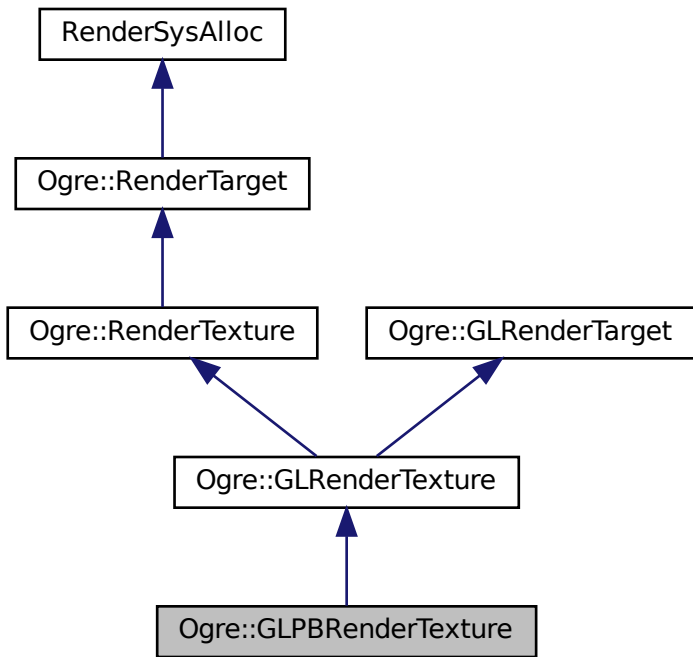 RenderSysAlloc
Ogre::RenderTarget
Ogre::RenderTexture
Ogre::GLRenderTarget
Ogre::GLRenderTexture
Ogre::GLPBRenderTexture